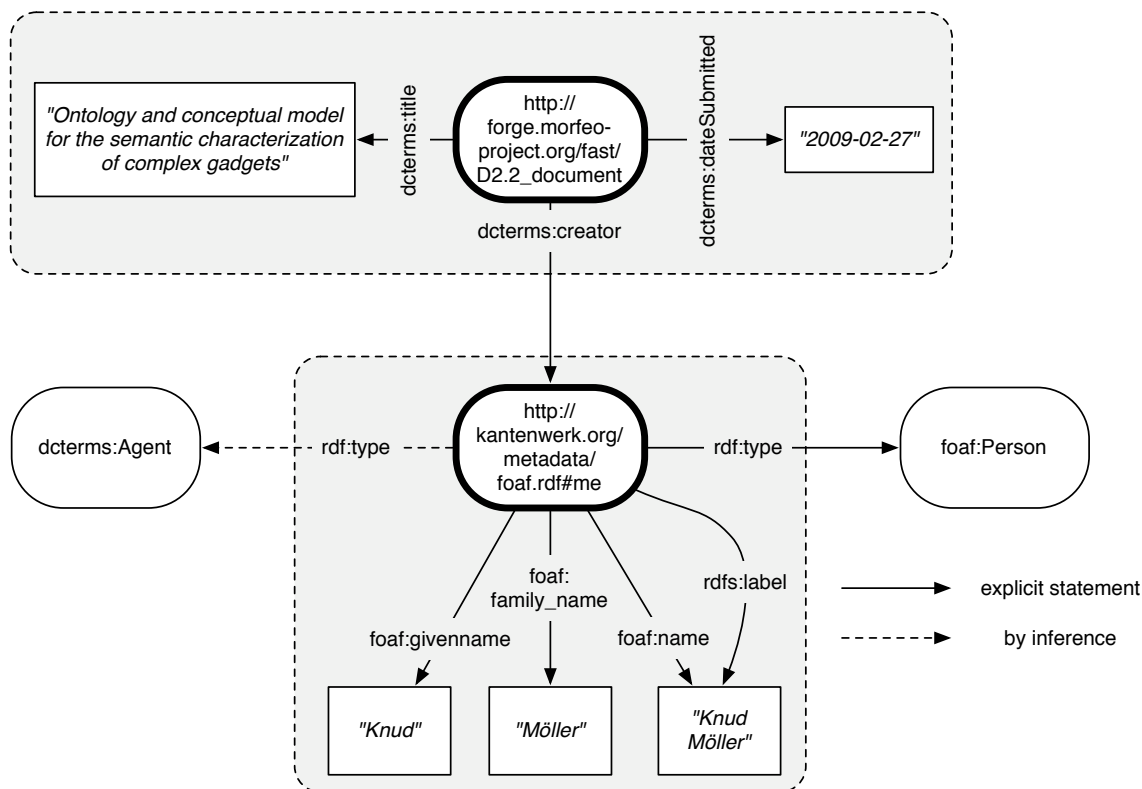 "Ontology and conceptual model
for the semantic characterization
of complex gadgets"
dcterms:title
http://
forge.morfeo-
project.org/fast/
D2.2_document
dcterms:dateSubmitted
"2009-02-27"
dcterms:creator
dcterms:Agent
rdf:type
http://
kantenwerk.org/
metadata/
foaf.rdf#me
rdf:type
foaf:Person
foaf:
family_name
rdfs:label
foaf:givenname
foaf:name
explicit statement
by inference
"Knud"
"Möller"
"Knud
Möller"